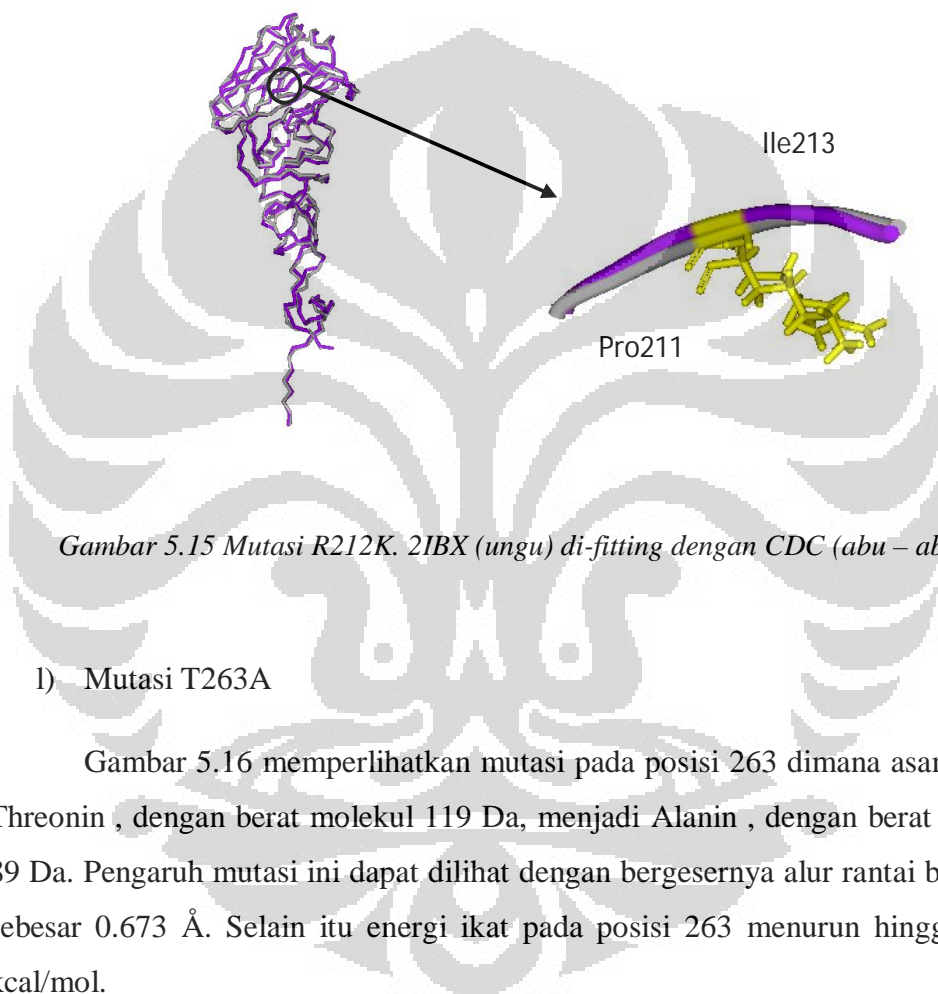 Ile213
Pro211
Gambar 5.15 Mutasi R212K. 2IBX (ungu) di-fitting dengan CDC (abu – ab
l) Mutasi T263A
Gambar 5.16 memperlihatkan mutasi pada posisi 263 dimana asar
Threonin , dengan berat molekul 119 Da, menjadi Alanin , dengan berat
89 Da. Pengaruh mutasi ini dapat dilihat dengan bergesernya alur rantai b
sebesar 0.673 Å. Selain itu energi ikat pada posisi 263 menurun hingg
kcal/mol.